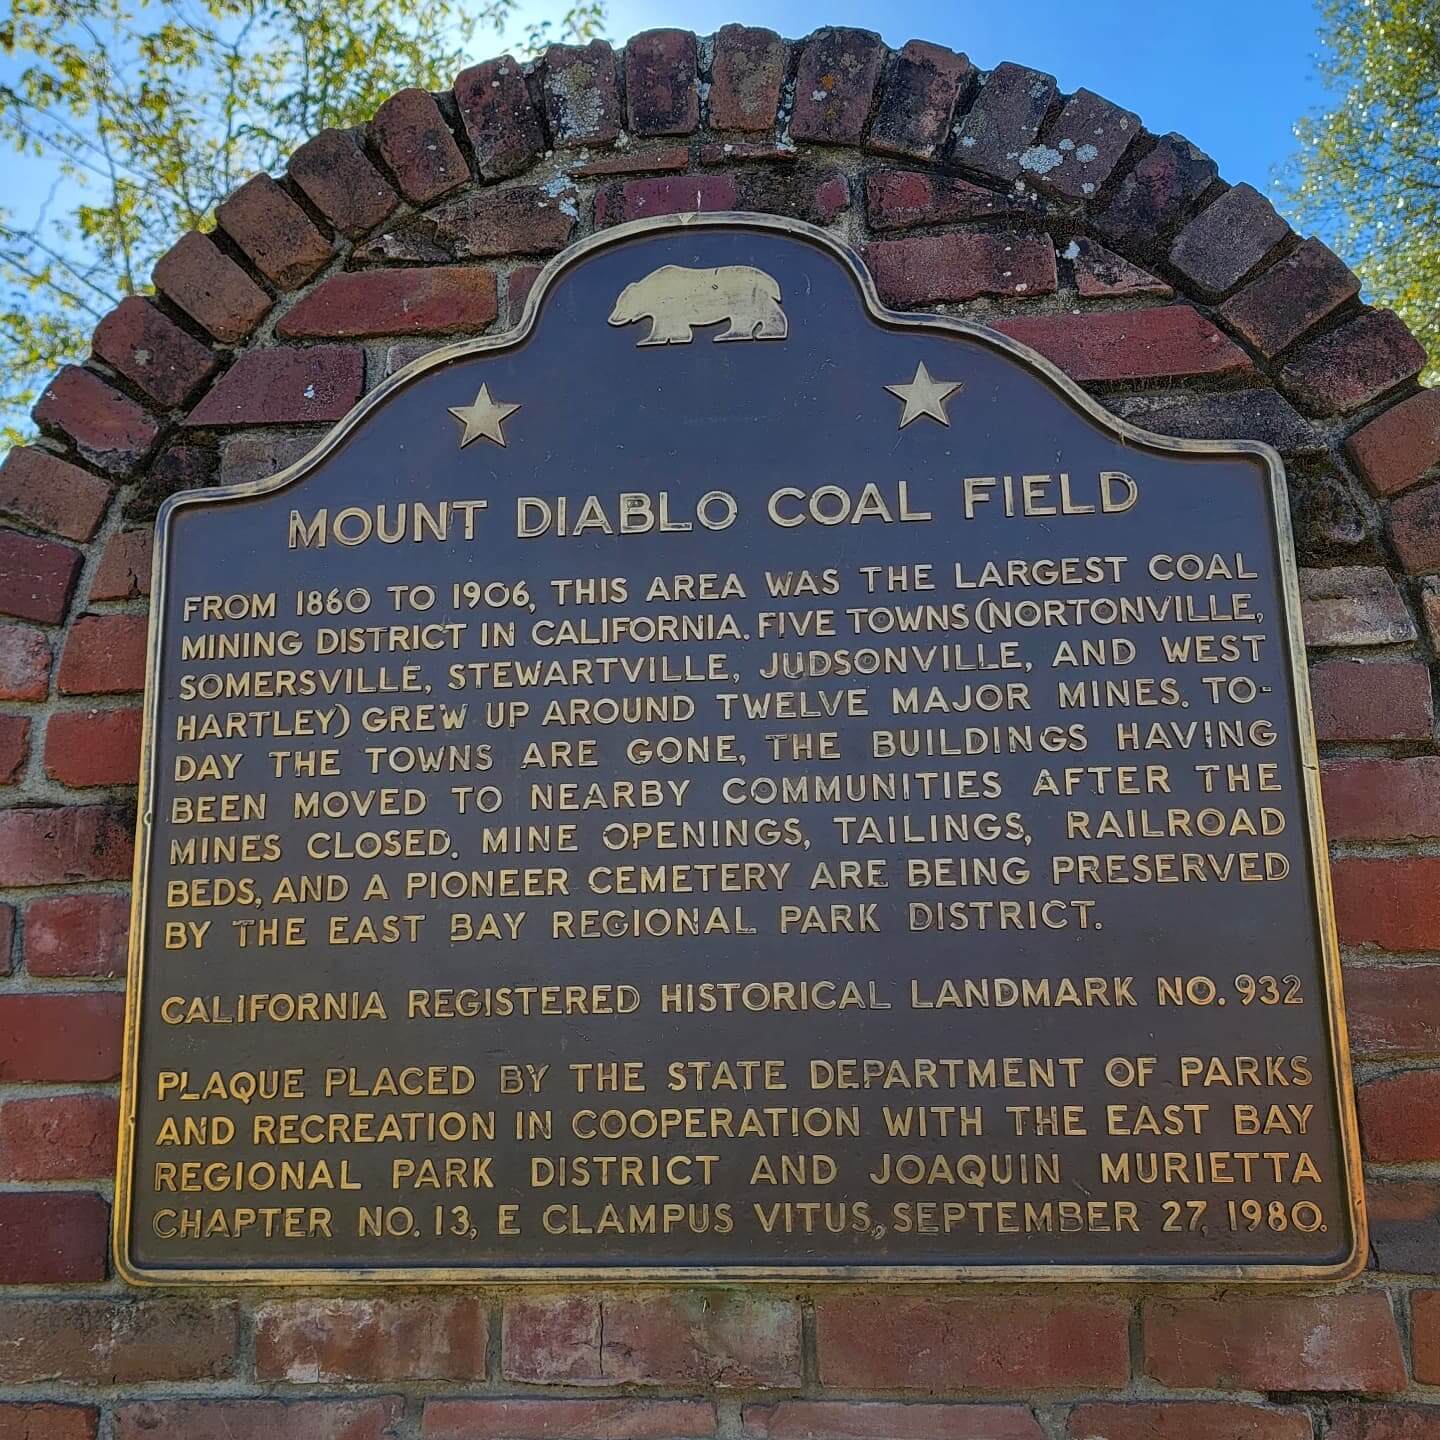 MOUNT DIABLO COAL FIELD
FROM 1860 TO 1906, THIS AREA WAS THE LARGEST COAL
MINING DISTRICT IN CALIFORNIA. FIVE TOWNS (NORTONVILLE,
SOMERSVILLE, STEWARTVILLE, JUDSONVILLE, AND WEST
HARTLEY) GREW UP AROUND TWELVE MAJOR MINES. TO-
DAY THE TOWNS ARE GONE, THE BUILDINGS HAVING
BEEN MOVED TO NEARBY COMMUNITIES AFTER THE
MINES CLOSED. MINE OPENINGS, TAILINGS, RAILROAD
BEDS, AND A PIONEER CEMETERY ARE BEING PRESERVED
BY THE EAST BAY REGIONAL PARK DISTRICT.
CALIFORNIA REGISTERED HISTORICAL LANDMARK NO. 932
PLAQUE PLACED BY THE STATE DEPARTMENT OF PARKS
AND RECREATION IN COOPERATION WITH THE EAST BAY
REGIONAL PARK DISTRICT AND JOAQUIN MURIETTA
CHAPTER NO. 13, E CLAMPUS VITUS, SEPTEMBER 27, 1980.